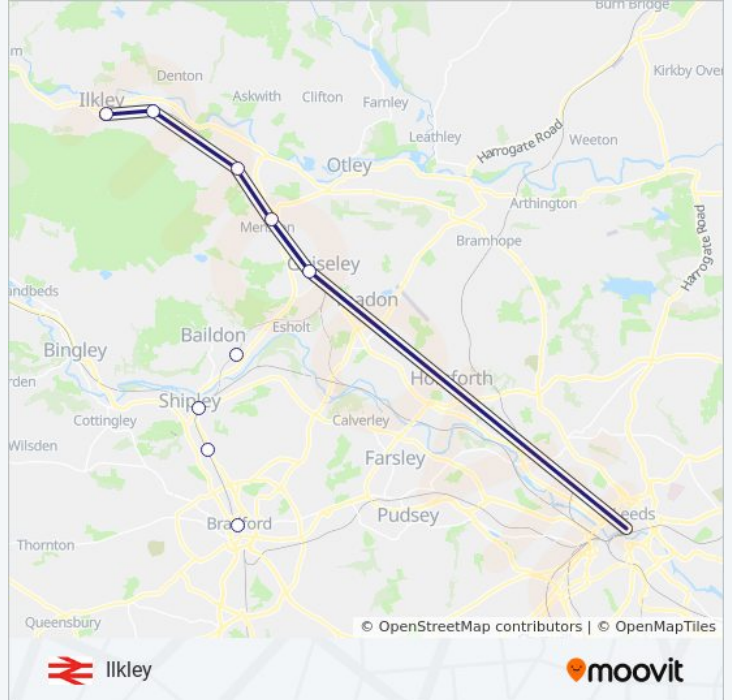 Burn Bridge
m
Denton
Kirkby Over
Ilkley
Askwith
Clifton
Farnley
Leathley
Harrogate Road
Weeton
Otley
Arthington
Harrogate Road
Menston
Bramhope
Guiseley
andbeds
Yeadon
Esholt
Baildon
Bingley
rden
Horsforth
Shipley
Cottingley
Calverley
Wilsden
Farsley
Bradford
Pudsey
Leeds
Thornton
Queensbury
© OpenStreetMap contributors | © OpenMapTiles
Ilkley
moovit